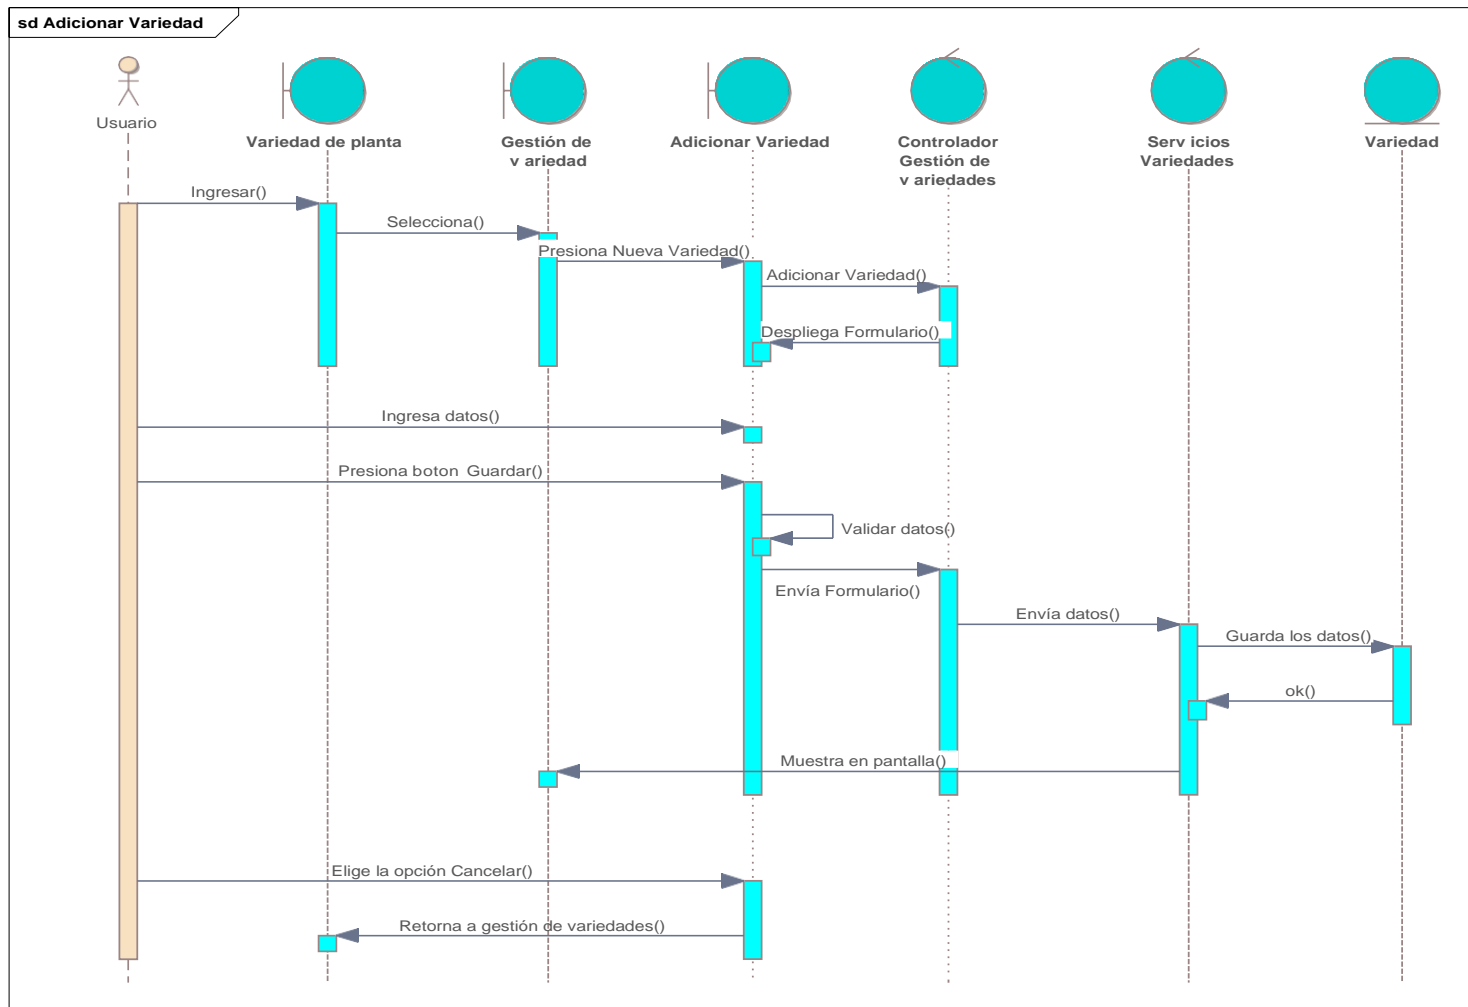 sd Adicionar Variedad
Usuario
Variedad de planta
Gestión de
v ariedad
Adicionar Variedad
Controlador
Gestión de
v ariedades
Serv icios
Variedades
Variedad
Ingresar()
Selecciona()
Presiona Nueva Variedad()
Adicionar Variedad()
Despliega Formulario()
Ingresa datos()
Presiona boton  Guardar()
Validar datos()
Envía Formulario()
Envía datos()
Guarda los datos()
ok()
Muestra en pantalla()
Elige la opción Cancelar()
Retorna a gestión de variedades()